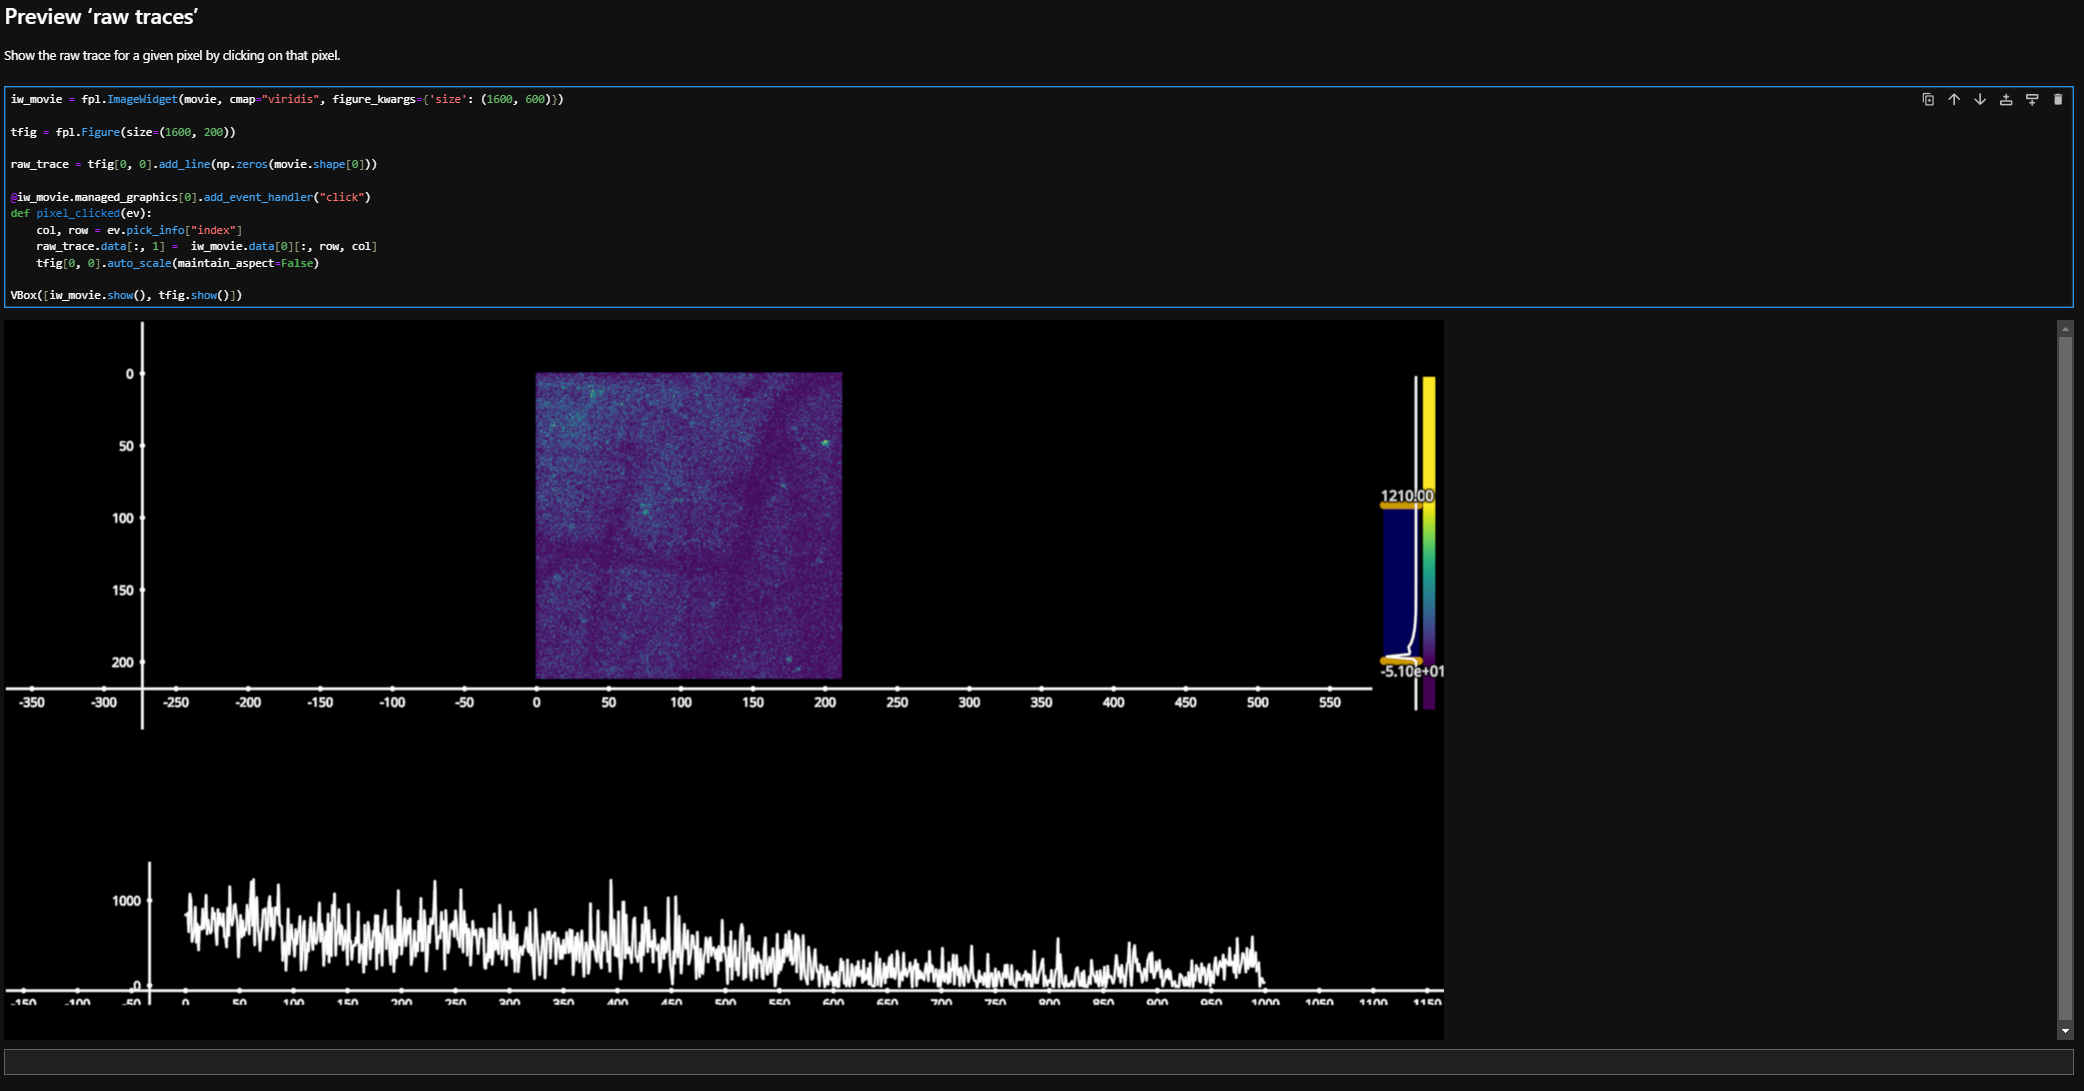 Preview ‘raw traces’
Show the raw trace for a given pixel by clicking on that pixel.
iw_movie = fpl.ImageWidget(movie, cmap="viridis", figure_kwargs={'size': (1600, 600)})
tfig = fpl.Figure(size=(1600, 200))
raw_trace = tfig[0, 0].add_line(np.zeros(movie.shape[0]))
@iw_movie.managed_graphics[0].add_event_handler("click")
def pixel_clicked(ev):
    col, row = ev.pick_info["index"]
    raw_trace.data[:, 1] =  iw_movie.data[0][:, row, col]
    tfig[0, 0].auto_scale(maintain_aspect=False)
VBox([iw_movie.show(), tfig.show()])
0
50
100
150
200
-350 -300 -250 -200 -150 -100 -50 0 50 100 150 200 250 300 350 400 450 500 550
1210.00
-5.10e+01
1000
0
-150 -100 -50 0 50 100 150 200 250 300 350 400 450 500 550 600 650 700 750 800 850 900 950 1000 1050 1100 1150